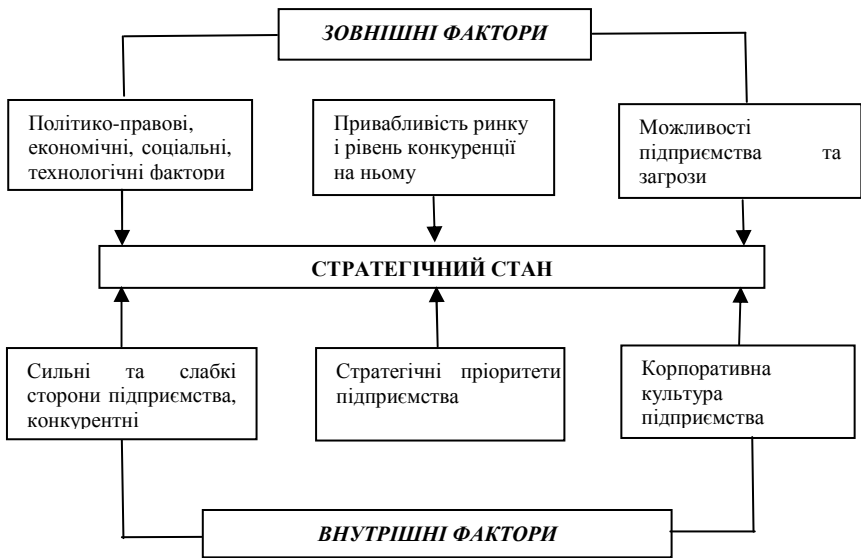 ЗОВНІШНІ ФАКТОРИ
Політико-правові,
економічні, соціальні,
технологічні фактори
Привабливість ринку
і рівень конкуренції
на ньому
Можливості
підприємства та
загрози
СТРАТЕГІЧНИЙ СТАН
Сильні та слабкі
сторони підприємства,
конкурентні
Стратегічні пріоритети
підприємства
Корпоративна
культура
підприємства
ВНУТРІШНІ ФАКТОРИ